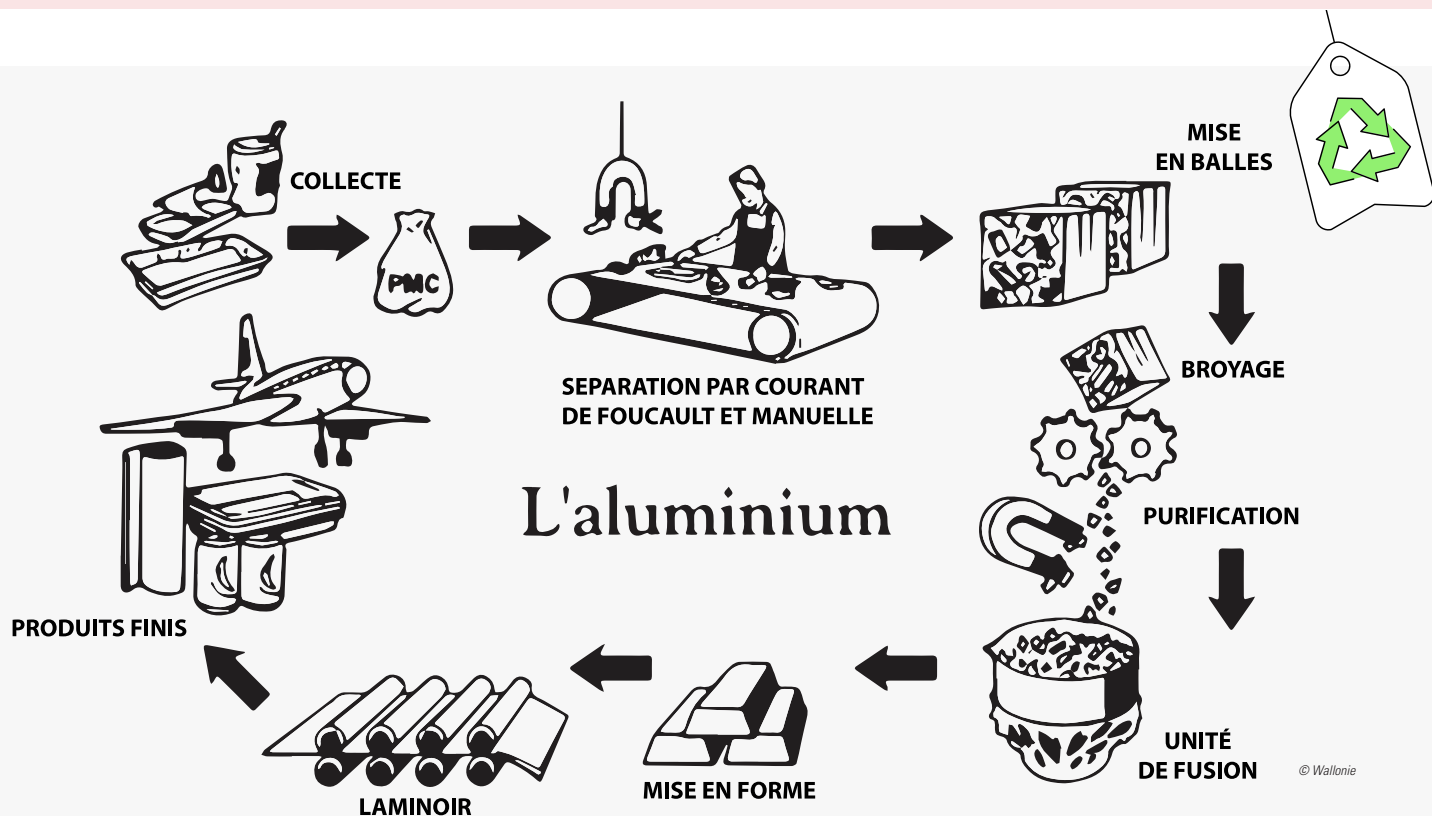 COLLECTE
PMC
SEPARATION PAR COURANT
DE FOUCAULT ET MANUELLE
MISE
EN BALLES
BROYAGE
PURIFICATION
UNITÉ
DE FUSION
© Wallonie
MISE EN FORME
LAMINOIR
PRODUITS FINIS
L'aluminium